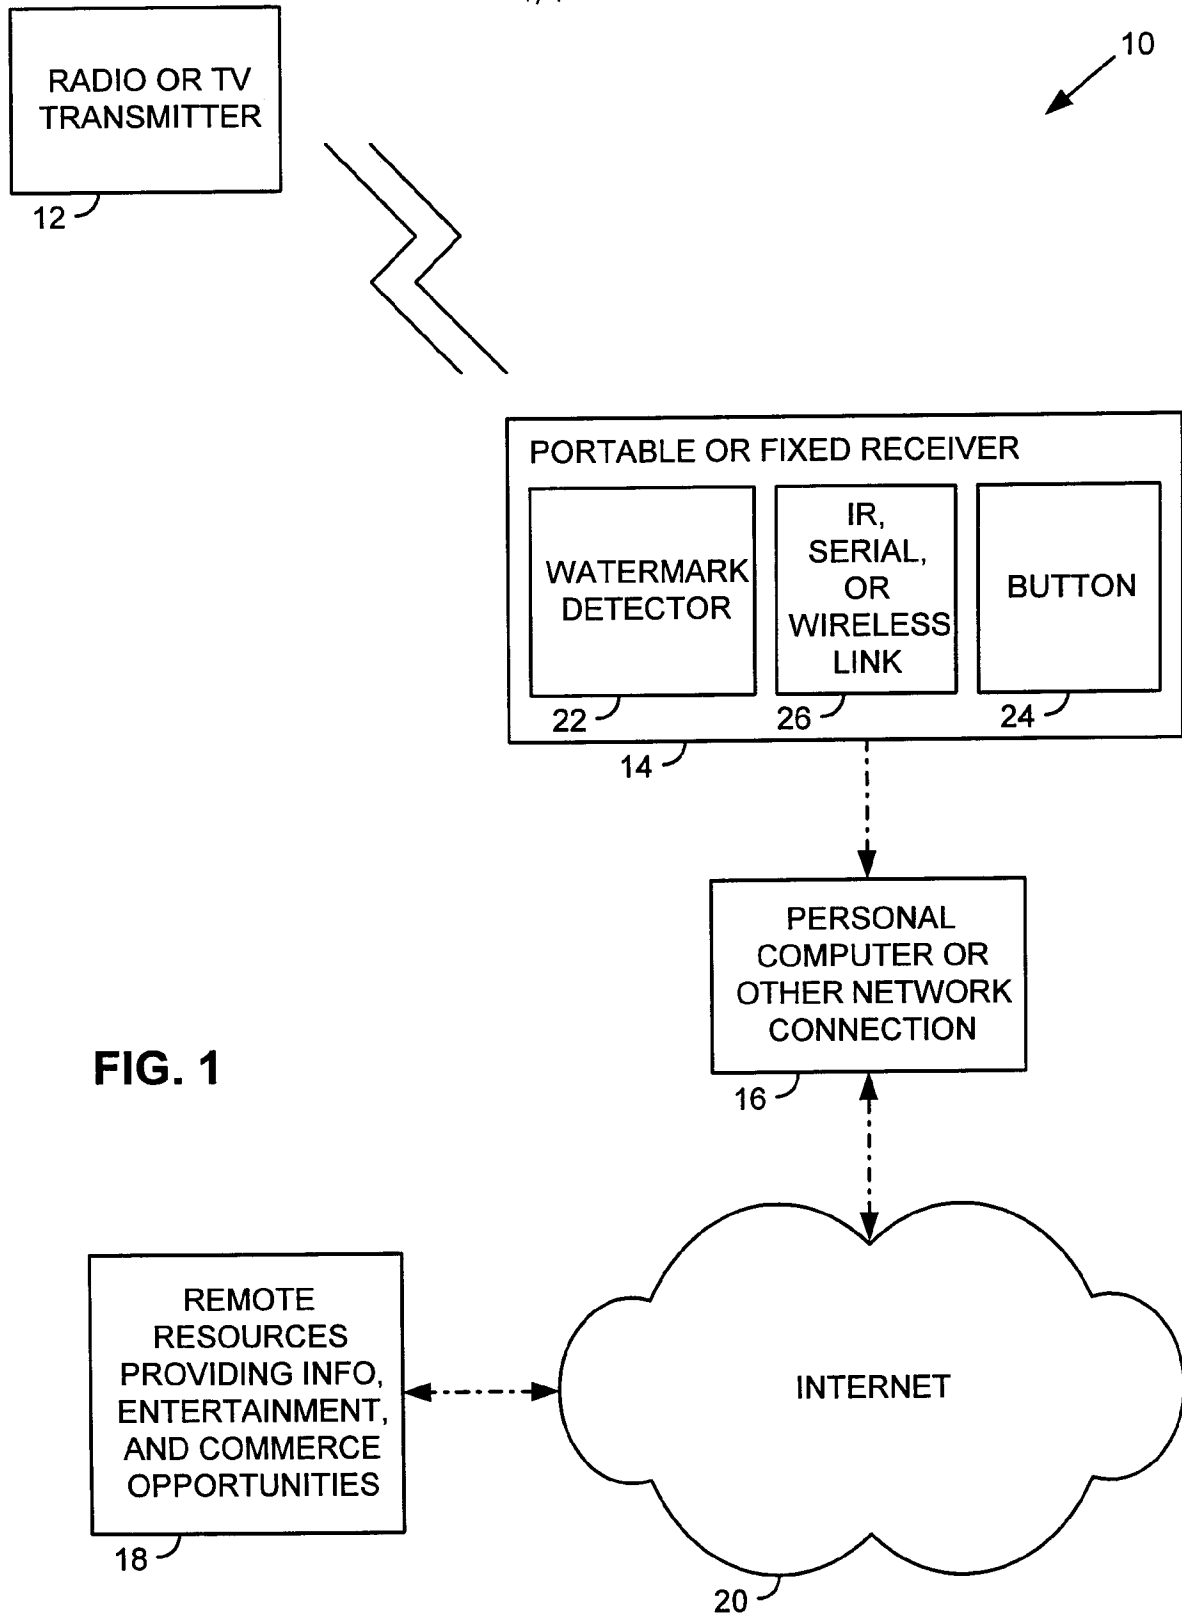 10
RADIO OR TV
TRANSMITTER
12
PORTABLE OR FIXED RECEIVER
WATERMARK
DETECTOR
22
IR,
SERIAL,
OR
WIRELESS
LINK
26
BUTTON
24
14
PERSONAL
COMPUTER OR
OTHER NETWORK
CONNECTION
16
FIG. 1
REMOTE
RESOURCES
PROVIDING INFO,
ENTERTAINMENT,
AND COMMERCE
OPPORTUNITIES
18
INTERNET
20